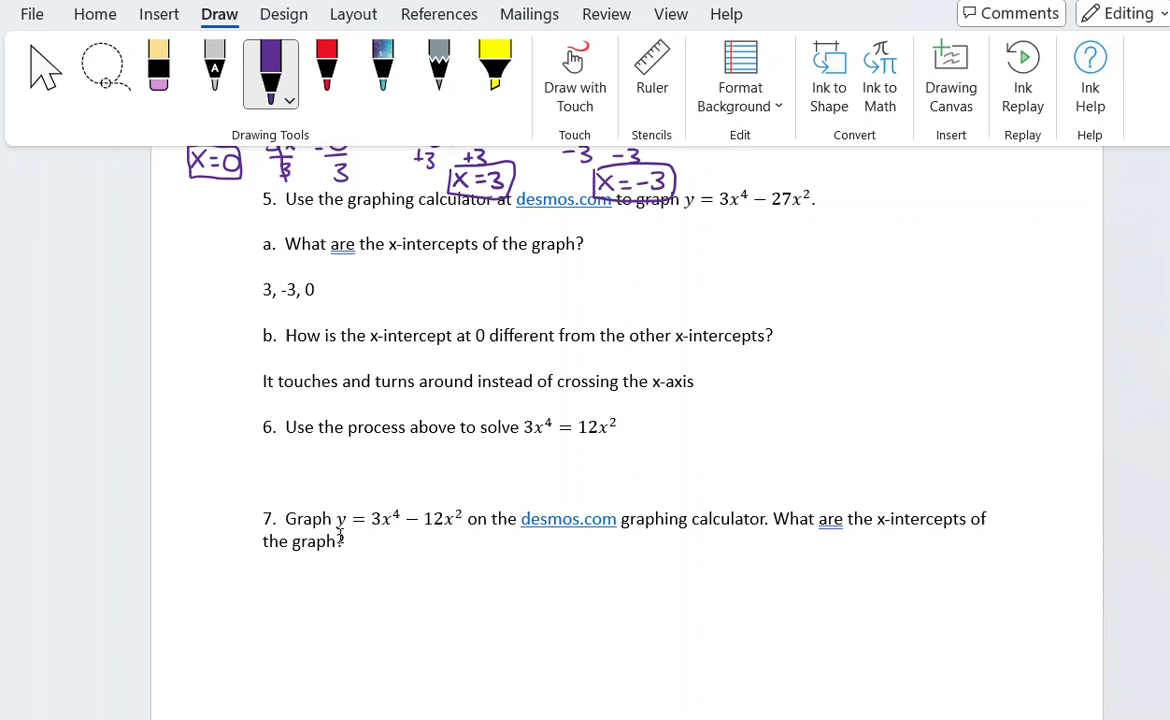 File Home Insert Draw Design Layout References Mailings Review View Help Comments Editing
Draw with Touch Ruler Format Background Ink to Shape Ink to Math Drawing Canvas Ink Replay Ink Help
Drawing Tools Touch Stencils Edit Convert Insert Replay Help
x=0 3 3 +3 +3 -3 -3
x=3 x=-3
5. Use the graphing calculator at desmos.com to graph y = 3x⁴ − 27x².
a. What are the x-intercepts of the graph?
3, -3, 0
b. How is the x-intercept at 0 different from the other x-intercepts?
It touches and turns around instead of crossing the x-axis
6. Use the process above to solve 3x⁴ = 12x²
7. Graph y = 3x⁴ − 12x² on the desmos.com graphing calculator. What are the x-intercepts of
the graph?